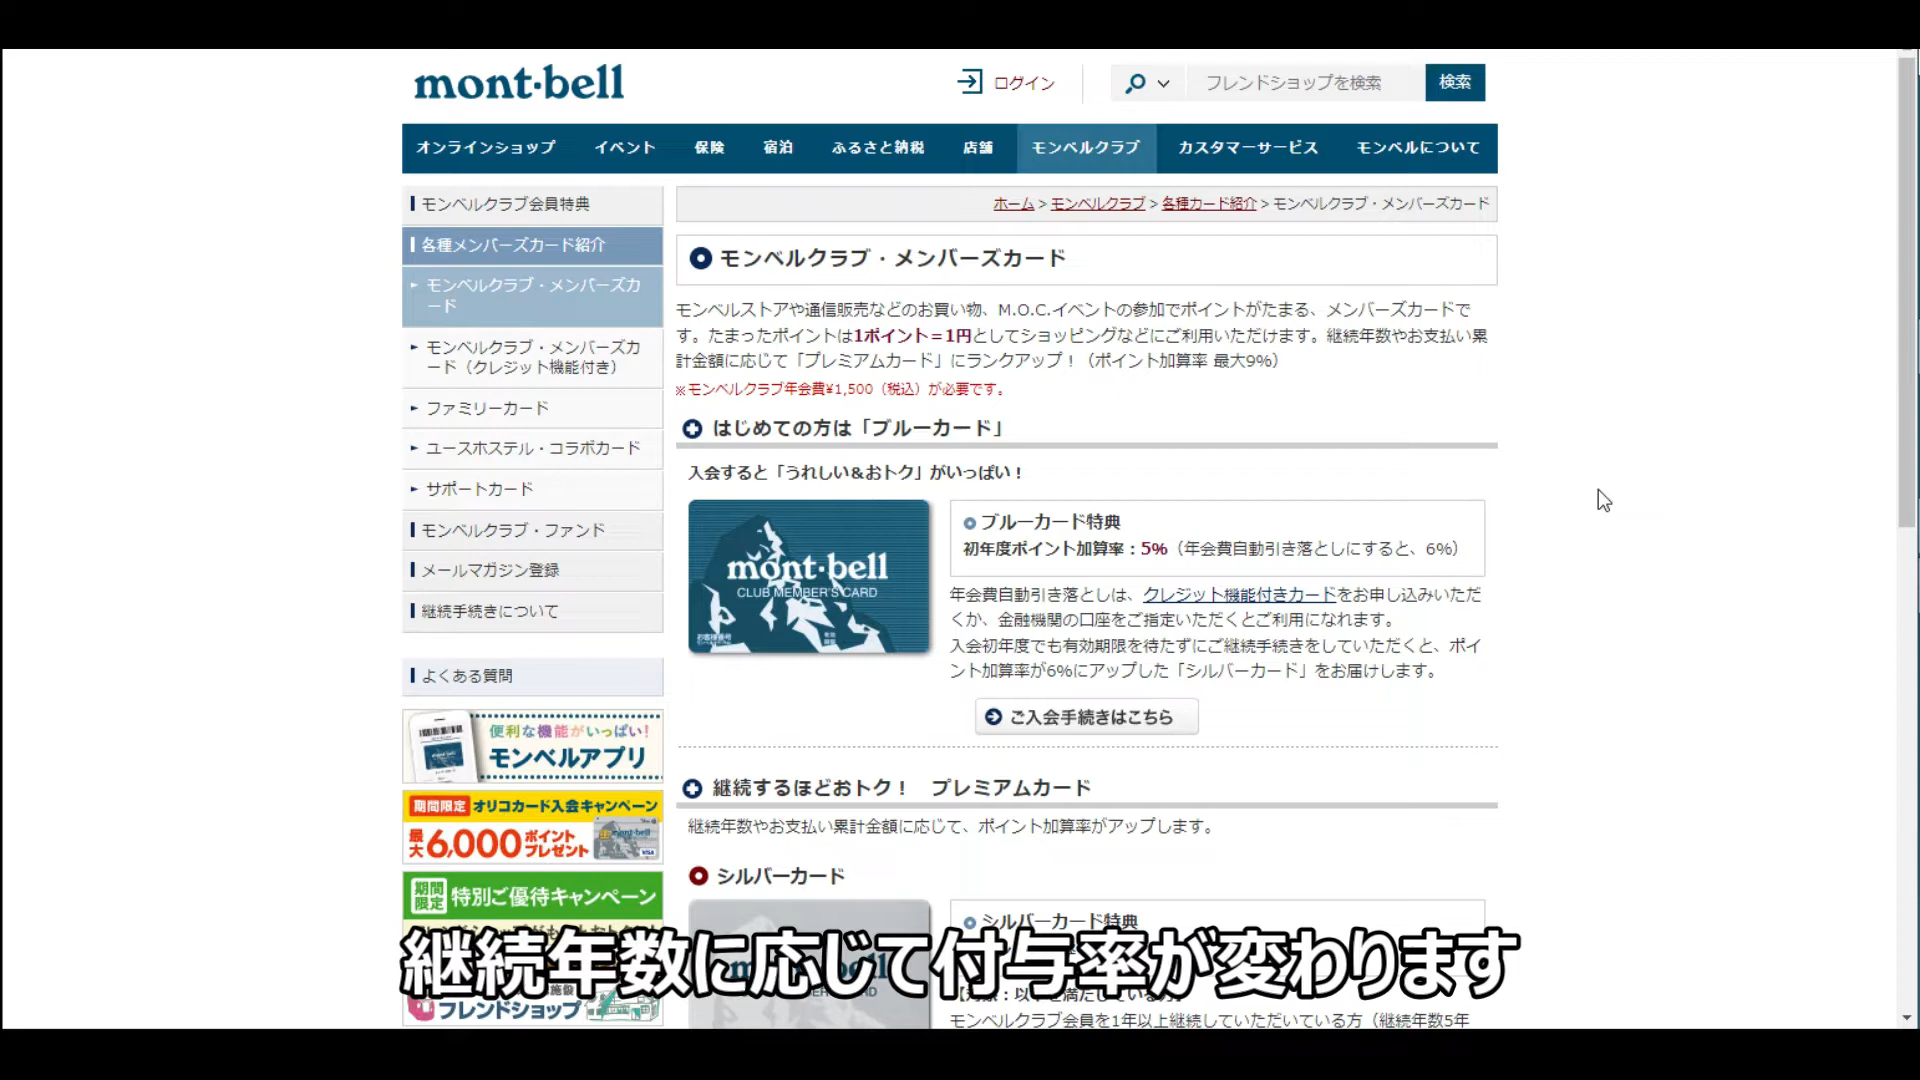 mont·bell
ログイン
フレンドショップを検索
検索
オンラインショップ イベント 保険 宿泊 ふるさと納税 店舗 モンベルクラブ カスタマーサービス モンベルについて
モンベルクラブ会員特典
各種メンバーズカード紹介
モンベルクラブ・メンバーズカ
ード
モンベルクラブ・メンバーズカ
ード（クレジット機能付き）
ファミリーカード
ユースホステル・コラボカード
サポートカード
モンベルクラブ・ファンド
メールマガジン登録
継続手続きについて
よくある質問
便利な機能がいっぱい！
モンベルアプリ
期間限定 オリコカード入会キャンペーン
最大6,000ポイントプレゼント
期間限定 特別ご優待キャンペーン
フレンドショップ
ホーム > モンベルクラブ > 各種カード紹介 > モンベルクラブ・メンバーズカード
モンベルクラブ・メンバーズカード
モンベルストアや通信販売などのお買い物、M.O.C.イベントの参加でポイントがたまる、メンバーズカードで
す。たまったポイントは1ポイント＝1円としてショッピングなどにご利用いただけます。継続年数やお支払い累
計金額に応じて「プレミアムカード」にランクアップ！（ポイント加算率 最大9%）
※モンベルクラブ年会費¥1,500（税込）が必要です。
はじめての方は「ブルーカード」
入会すると「うれしい&おトク」がいっぱい！
mont·bell
CLUB MEMBER'S CARD
お客様番号
ブルーカード特典
初年度ポイント加算率：5%（年会費自動引き落としにすると、6%）
年会費自動引き落としは、クレジット機能付きカードをお申し込みいただ
くか、金融機関の口座をご指定いただくとご利用になれます。
入会初年度でも有効期限を待たずにご継続手続きをしていただくと、ポイ
ント加算率が6%にアップした「シルバーカード」をお届けします。
ご入会手続きはこちら
継続するほどおトク！ プレミアムカード
継続年数やお支払い累計金額に応じて、ポイント加算率がアップします。
シルバーカード
シルバーカード特典
継続年数に応じて付与率が変わります
モンベルクラブ会員を1年以上継続していただいている方（継続年数5年